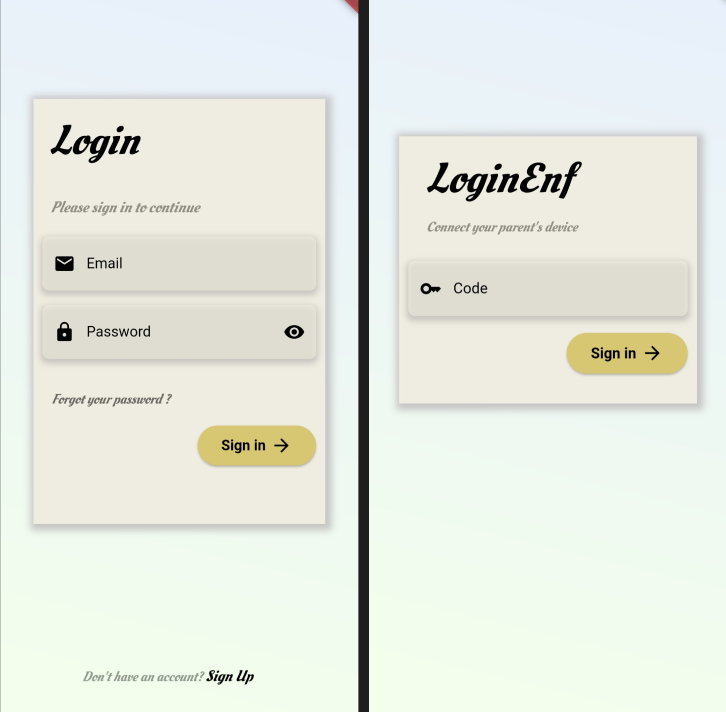 Login
Please sign in to continue
Email
Password
Forgot your password ?
Sign in
Don't have an account? Sign Up
LoginEnf
Connect your parent's device
Code
Sign in